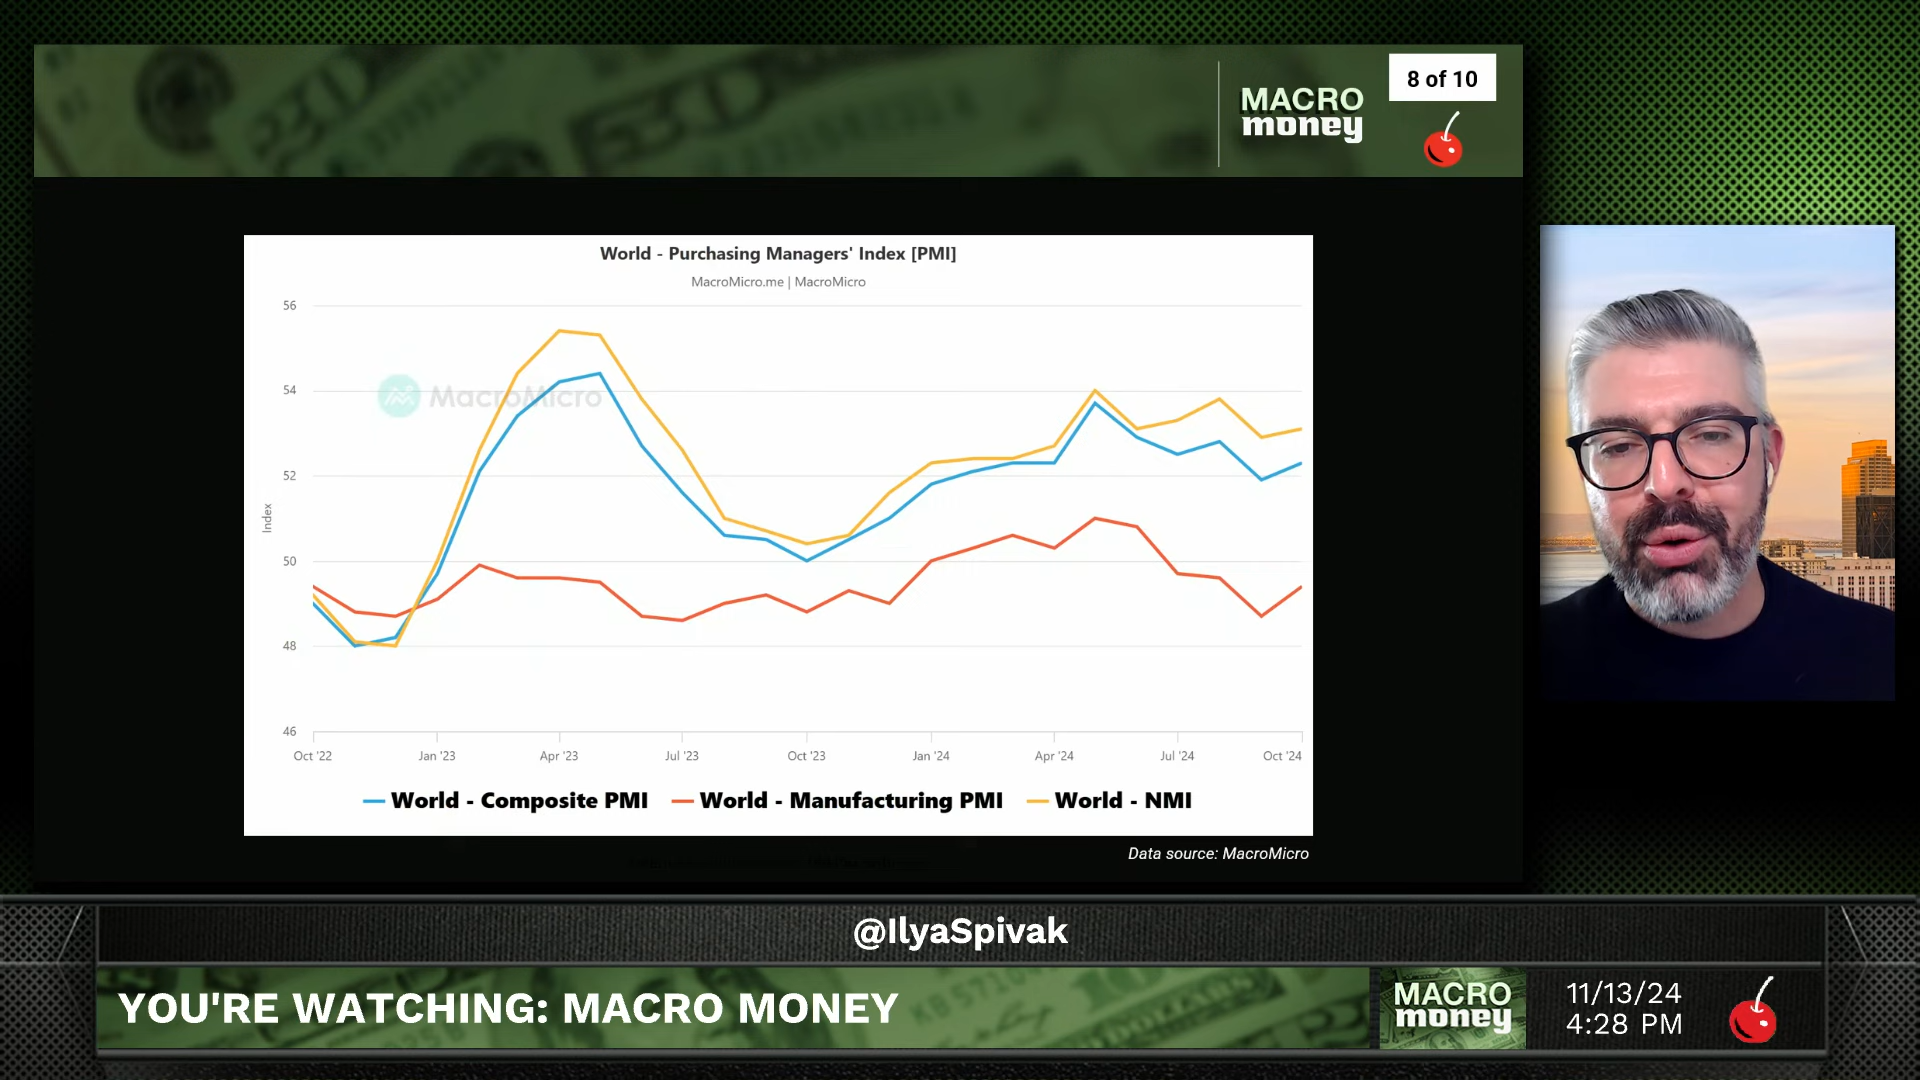 MACRO
money
8 of 10
World - Purchasing Managers' Index [PMI]
MacroMicro.me | MacroMicro
MacroMicro
Index
56
54
52
50
48
46
Oct '22
Jan '23
Apr '23
Jul '23
Oct '23
Jan '24
Apr '24
Jul '24
Oct '24
World - Composite PMI
World - Manufacturing PMI
World - NMI
Data source: MacroMicro
@IlyaSpivak
YOU'RE WATCHING: MACRO MONEY
MACRO
money
11/13/24
4:28 PM